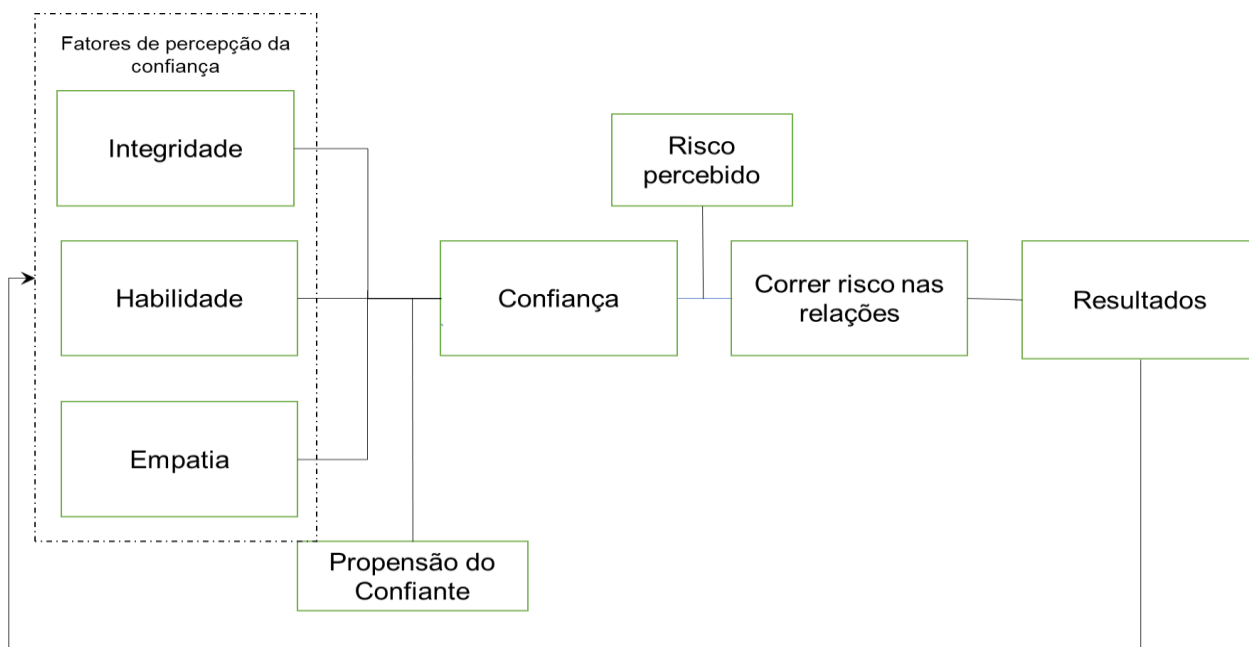 Fatores de percepção da
confiança
Integridade
Habilidade
Empatia
Propensão do
Confiante
Confiança
Risco
percebido
Correr risco nas
relações
Resultados